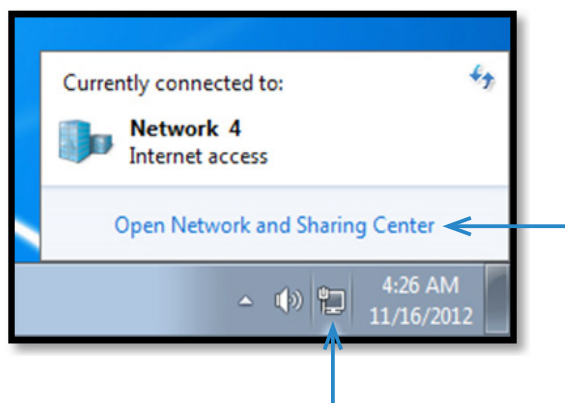 Currently connected to:
Network 4
Internet access
Open Network and Sharing Center
4:26 AM
11/16/2012